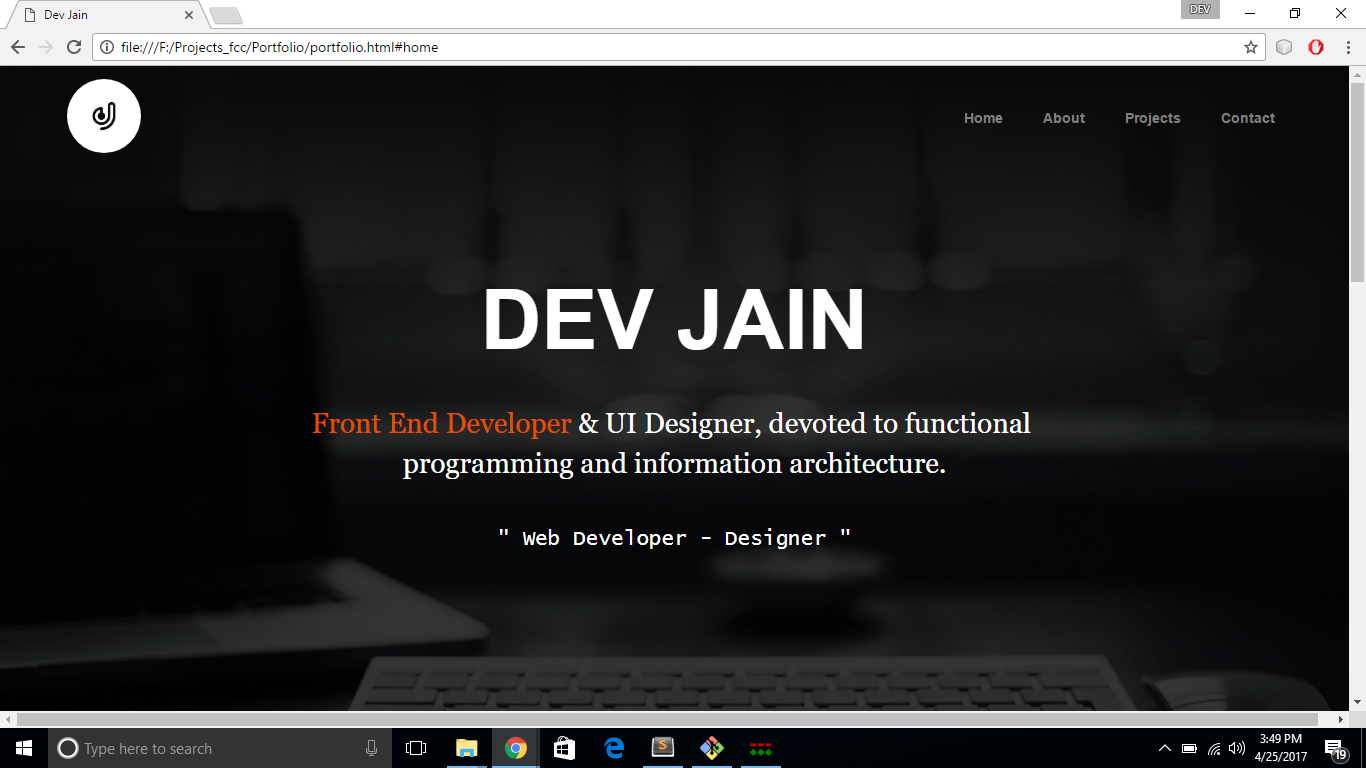 Dev Jain
DEV
file:///F:/Projects_fcc/Portfolio/portfolio.html#home
Home About Projects Contact
DEV JAIN
Front End Developer & UI Designer, devoted to functional
programming and information architecture.
" Web Developer - Designer "
Type here to search
3:49 PM
4/25/2017
19